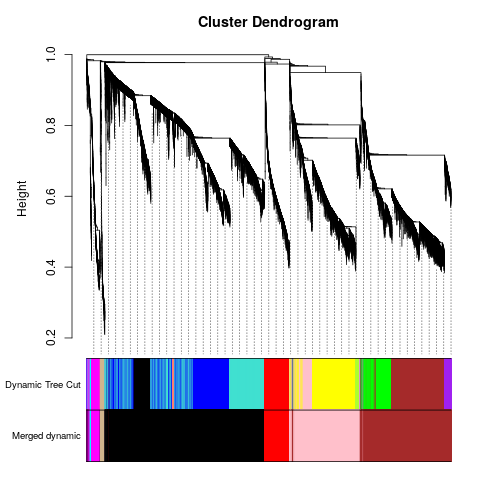 Cluster Dendrogram
Height
1.0
0.8
0.6
0.4
0.2
Dynamic Tree Cut
Merged dynamic